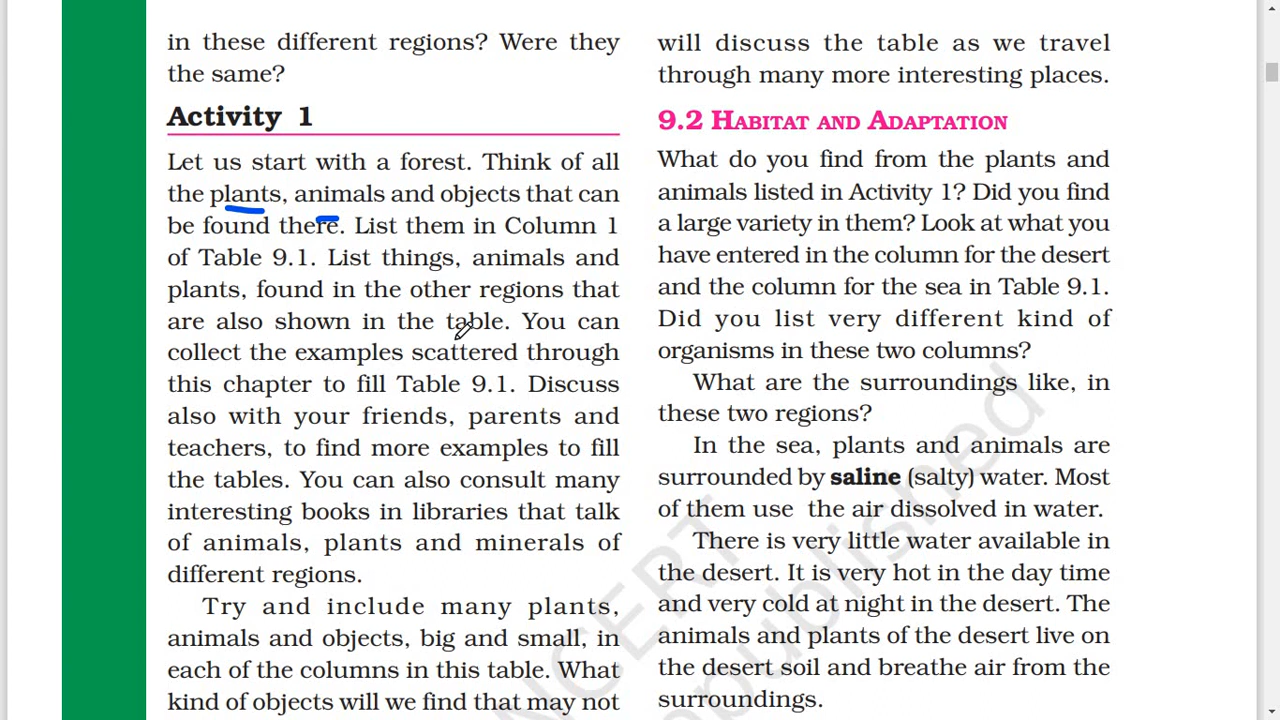 in these different regions? Were they
the same?
Activity 1
Let us start with a forest. Think of all
the plants, animals and objects that can
be found there. List them in Column 1
of Table 9.1. List things, animals and
plants, found in the other regions that
are also shown in the table. You can
collect the examples scattered through
this chapter to fill Table 9.1. Discuss
also with your friends, parents and
teachers, to find more examples to fill
the tables. You can also consult many
interesting books in libraries that talk
of animals, plants and minerals of
different regions.
Try and include many plants,
animals and objects, big and small, in
each of the columns in this table. What
kind of objects will we find that may not
will discuss the table as we travel
through many more interesting places.
9.2 HABITAT AND ADAPTATION
What do you find from the plants and
animals listed in Activity 1? Did you find
a large variety in them? Look at what you
have entered in the column for the desert
and the column for the sea in Table 9.1.
Did you list very different kind of
organisms in these two columns?
What are the surroundings like, in
these two regions?
In the sea, plants and animals are
surrounded by saline (salty) water. Most
of them use the air dissolved in water.
There is very little water available in
the desert. It is very hot in the day time
and very cold at night in the desert. The
animals and plants of the desert live on
the desert soil and breathe air from the
surroundings.
NCERT
republished